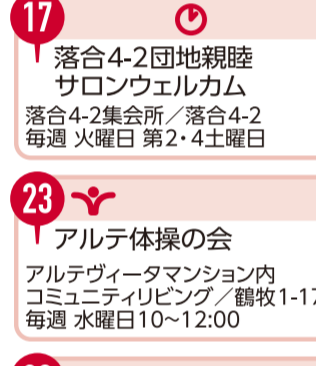 17
落合4-2団地親睦
サロンウェルカム
落合4-2集会所／落合4-2
毎週 火曜日 第2・4土曜日
23
アルテ体操の会
アルテヴィータマンション内
コミュニティリビング／鶴牧1-17
毎週 水曜日10~12:00